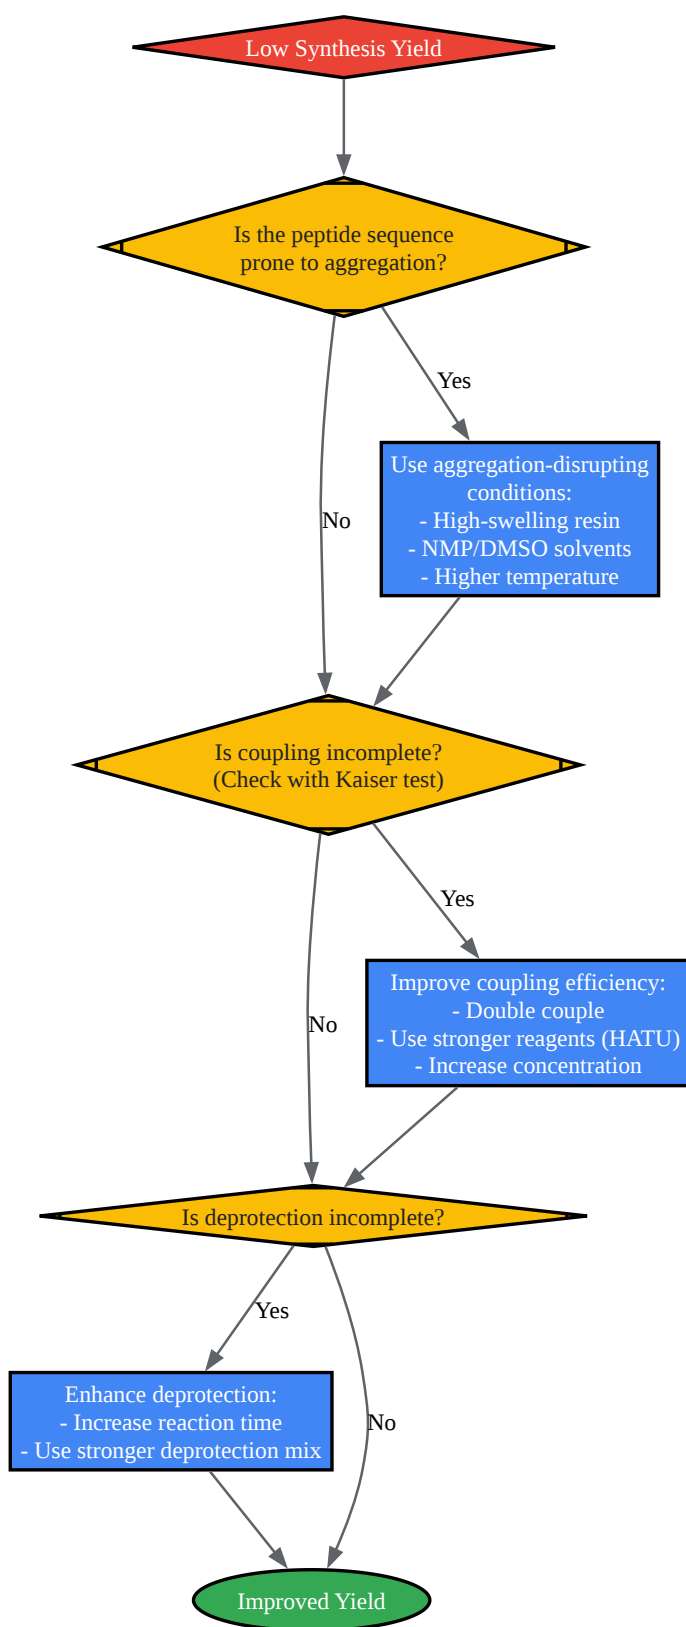 Low Synthesis Yield
Is the peptide sequence
prone to aggregation?
Yes
Use aggregation-disrupting
conditions:
- High-swelling resin
- NMP/DMSO solvents
- Higher temperature
No
Is coupling incomplete?
(Check with Kaiser test)
Yes
Improve coupling efficiency:
- Double couple
- Use stronger reagents (HATU)
- Increase concentration
No
Is deprotection incomplete?
Yes
Enhance deprotection:
- Increase reaction time
- Use stronger deprotection mix
No
Improved Yield